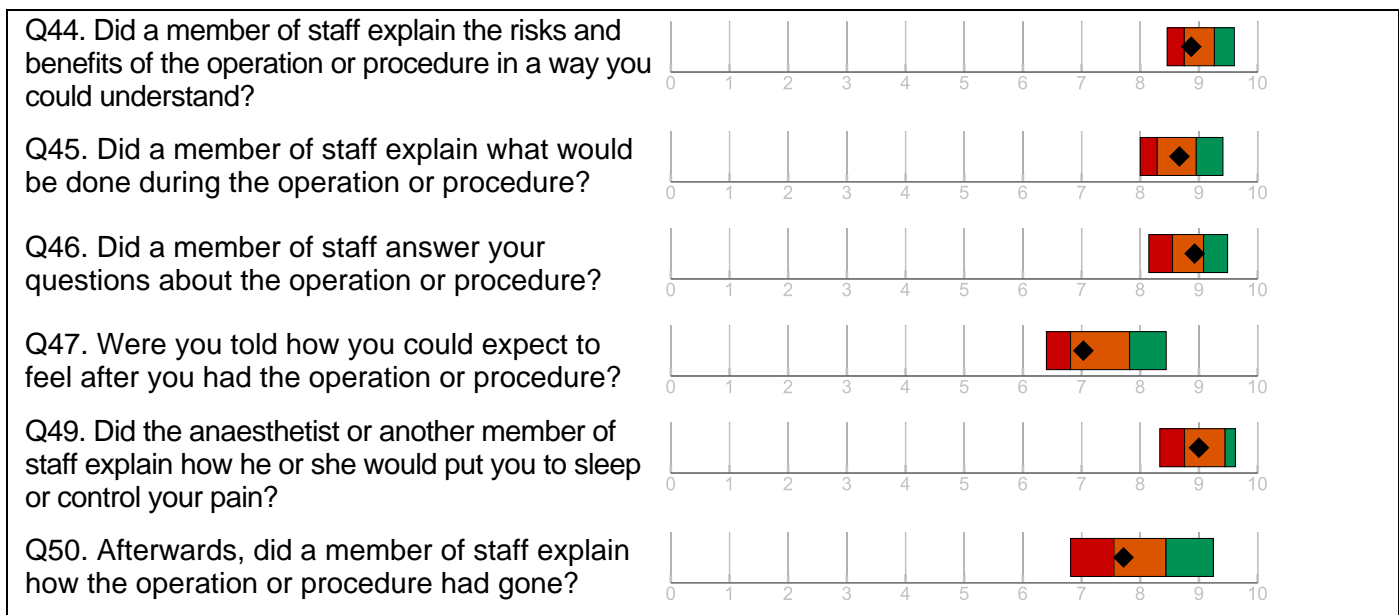 Q44. Did a member of staff explain the risks and
benefits of the operation or procedure in a way you
could understand?
0 1 2 3 4 5 6 7 8 9 10
Q45. Did a member of staff explain what would
be done during the operation or procedure?
0 1 2 3 4 5 6 7 8 9 10
Q46. Did a member of staff answer your
questions about the operation or procedure?
0 1 2 3 4 5 6 7 8 9 10
Q47. Were you told how you could expect to
feel after you had the operation or procedure?
0 1 2 3 4 5 6 7 8 9 10
Q49. Did the anaesthetist or another member of
staff explain how he or she would put you to sleep
or control your pain?
0 1 2 3 4 5 6 7 8 9 10
Q50. Afterwards, did a member of staff explain
how the operation or procedure had gone?
0 1 2 3 4 5 6 7 8 9 10